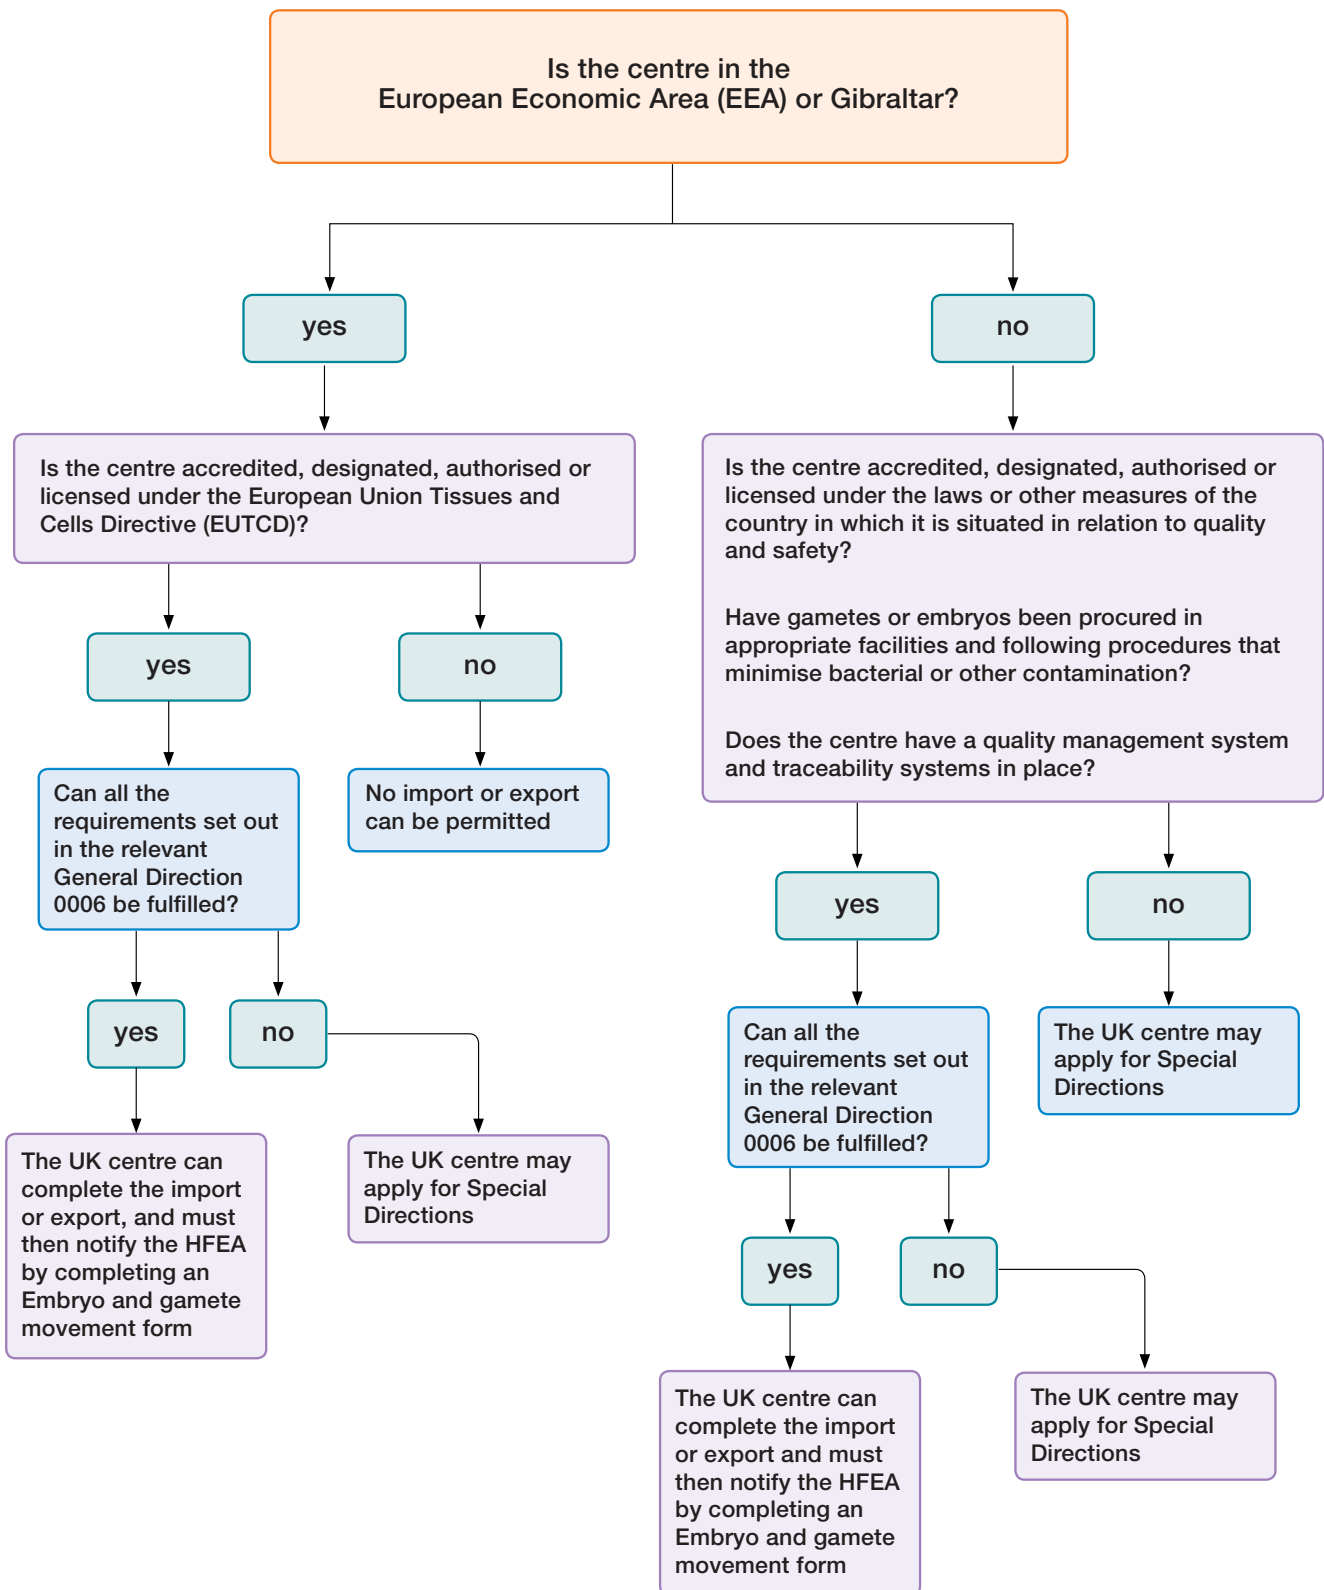 Is the centre in the
European Economic Area (EEA) or Gibraltar?
yes
no
Is the centre accredited, designated, authorised or
licensed under the European Union Tissues and
Cells Directive (EUTCD)?
Is the centre accredited, designated, authorised or
licensed under the laws or other measures of the
country in which it is situated in relation to quality
and safety?
Have gametes or embryos been procured in
appropriate facilities and following procedures that
minimise bacterial or other contamination?
Does the centre have a quality management system
and traceability systems in place?
yes
no
Can all the
requirements set out
in the relevant
General Direction
0006 be fulfilled?
No import or export
can be permitted
yes
no
yes
no
The UK centre can
complete the import
or export, and must
then notify the HFEA
by completing an
Embryo and gamete
movement form
The UK centre may
apply for Special
Directions
Can all the
requirements set out
in the relevant
General Direction
0006 be fulfilled?
The UK centre may
apply for Special
Directions
yes
no
The UK centre can
complete the import
or export and must
then notify the HFEA
by completing an
Embryo and gamete
movement form
The UK centre may
apply for Special
Directions